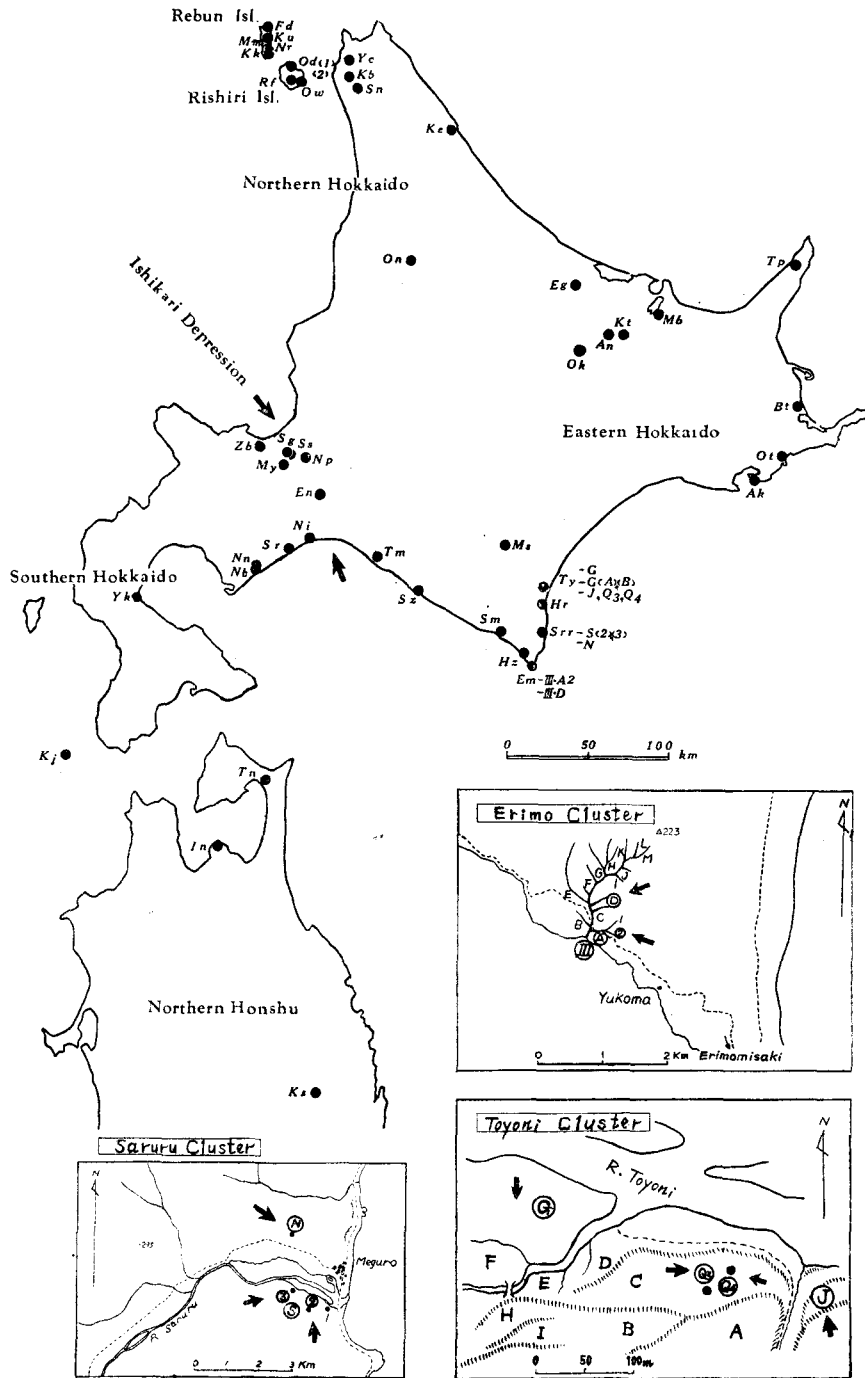 Rebun Isl.
Fd
Ku
Mm
Nr
Kk
Od(1)
(2)
Rf
Ow
Rishiri Isl.
Yc
Kb
Sn
Ke
Northern Hokkaido
On
Tp
Eg
Mb
Kt
An
Ok
Ishikari Depression
Bt
Eastern Hokkaido
Ot
Ak
Zb
Sg
Ss
Np
My
En
Ni
Sr
Nn
Nb
Tm
Sz
Ms
Southern Hokkaido
Yk
Ty
-G
-G(A)(B)
-J,Q3,Q4
Hr
Sm
Srr-S(2)(3)
-N
Hz
Em-III·A2
-III·D
0 50 100
km
Kj
Tn
In
Northern Honshu
Ks
Erimo Cluster
N
△223
K
L
M
H
G
J
F
E
D
C
B
A
2
III
Yukoma
0 1 2 Km
Erimomisaki
Saruru Cluster
N
N
Meguro
S
R. Saruru
0 1 2 3 Km
Toyoni Cluster
N
R. Toyoni
G
F
E
D
C
J
H
I
B
A
0 50 100m